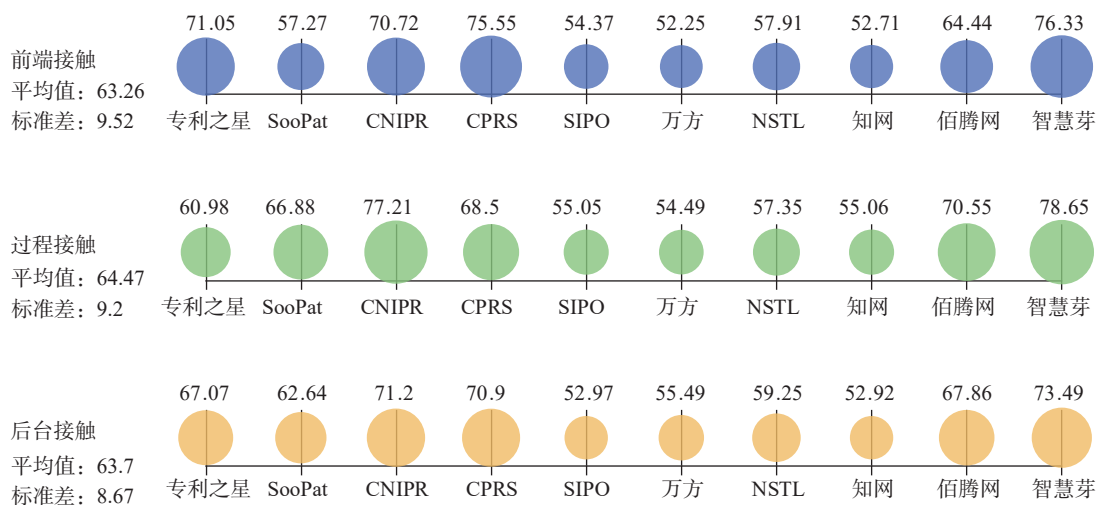 71.05 57.27 70.72 75.55 54.37 52.25 57.91 52.71 64.44 76.33
前端接触
平均值：63.26
标准差：9.52
专利之星 SooPat CNIPR CPRS SIPO 万方 NSTL 知网 佰腾网 智慧芽
60.98 66.88 77.21 68.5 55.05 54.49 57.35 55.06 70.55 78.65
过程接触
平均值：64.47
标准差：9.2
专利之星 SooPat CNIPR CPRS SIPO 万方 NSTL 知网 佰腾网 智慧芽
67.07 62.64 71.2 70.9 52.97 55.49 59.25 52.92 67.86 73.49
后台接触
平均值：63.7
标准差：8.67
专利之星 SooPat CNIPR CPRS SIPO 万方 NSTL 知网 佰腾网 智慧芽